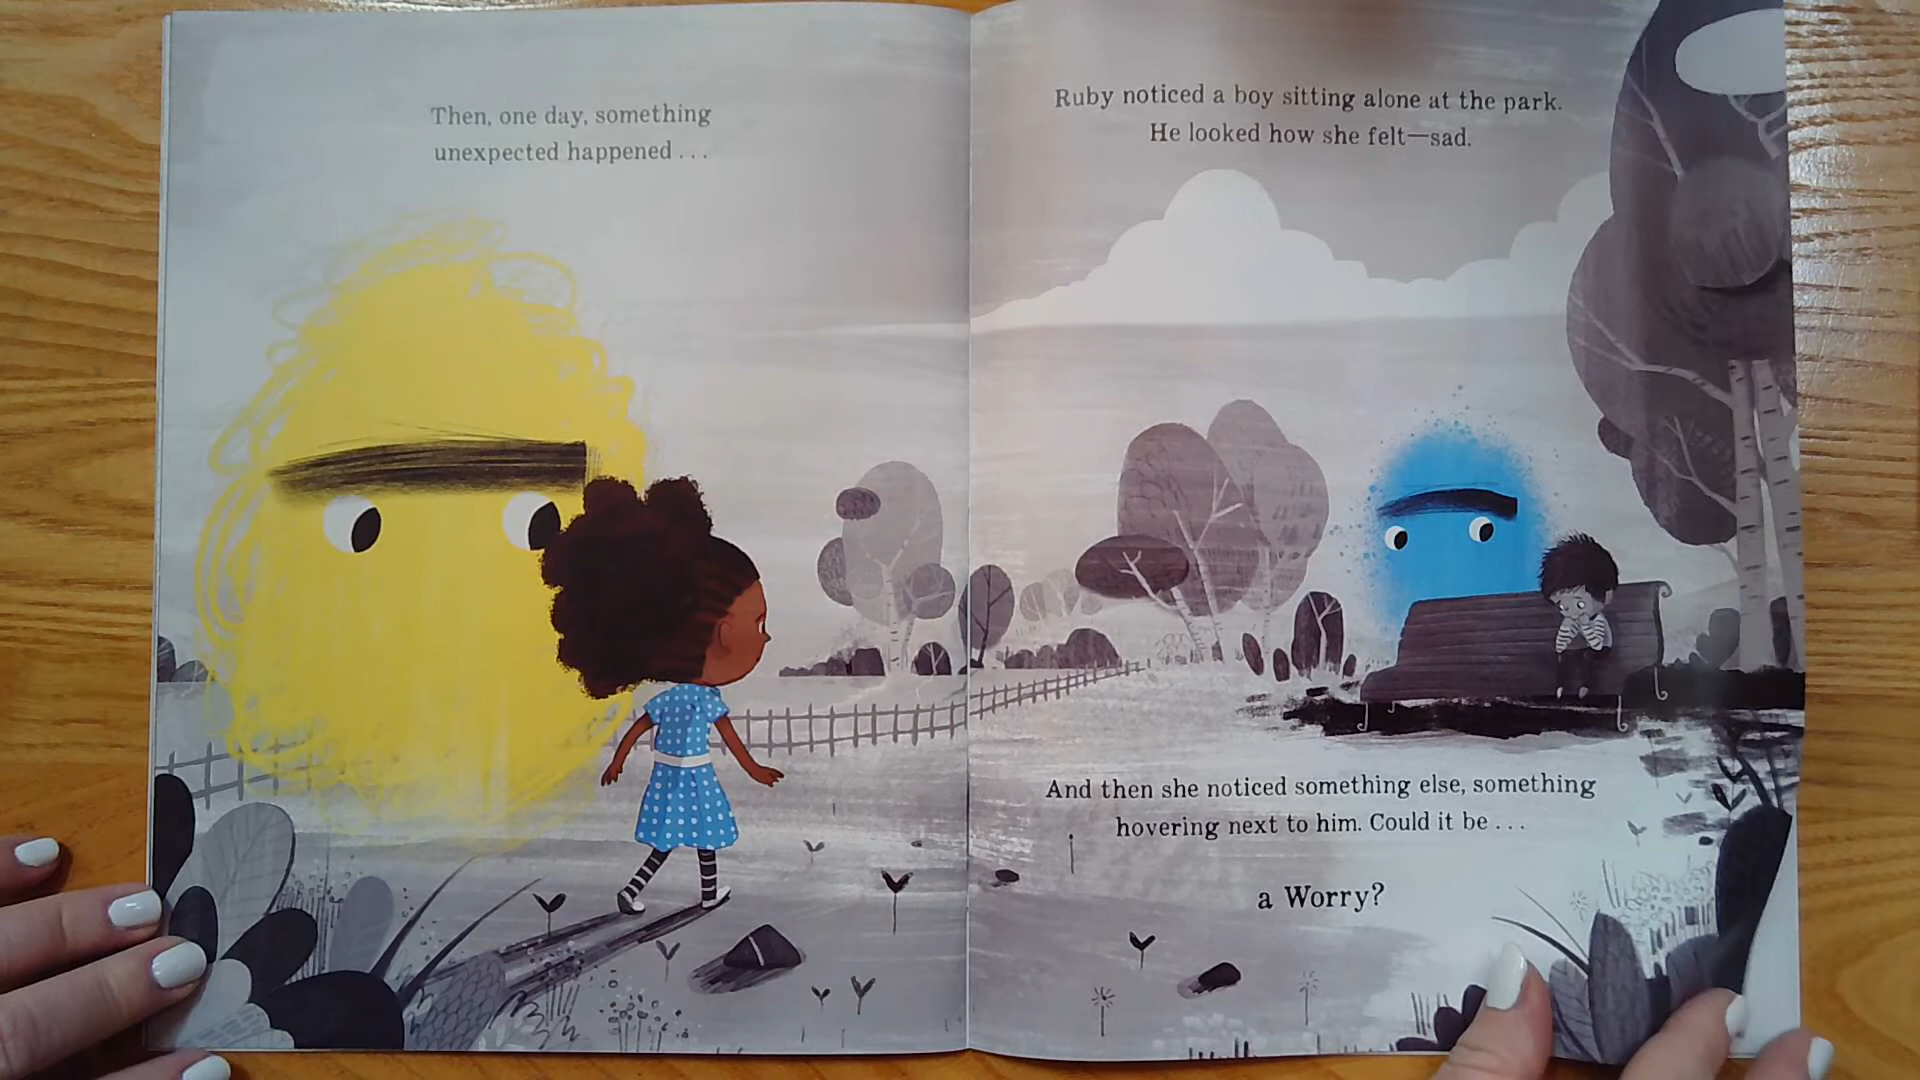 Then, one day, something
unexpected happened . . .
Ruby noticed a boy sitting alone at the park.
He looked how she felt—sad.
And then she noticed something else, something
hovering next to him. Could it be . . .
a Worry?